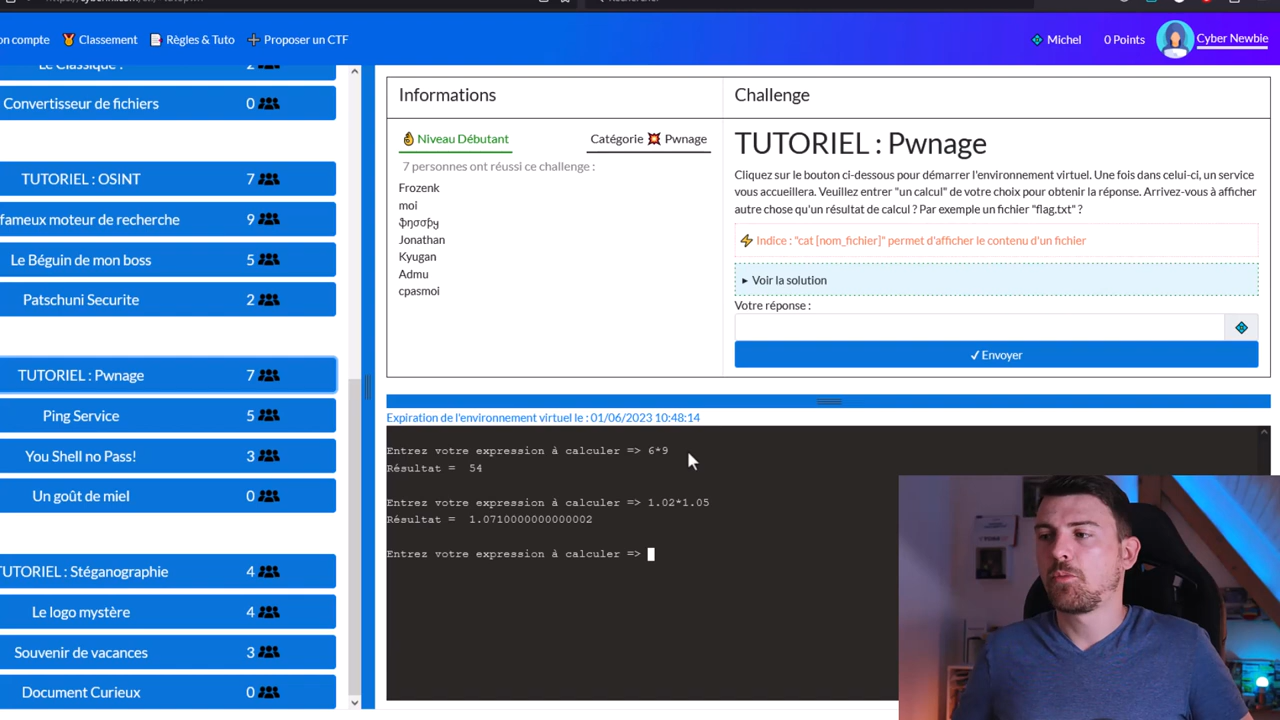 on compte
🏅 Classement
📝 Règles & Tuto
➕ Proposer un CTF
Michel
0 Points
Cyber Newbie
Le Classique :
2
Convertisseur de fichiers
0
TUTORIEL : OSINT
7
fameux moteur de recherche
9
Le Béguin de mon boss
5
Patschuni Securite
2
TUTORIEL : Pwnage
7
Ping Service
5
You Shell no Pass!
3
Un goût de miel
0
TUTORIEL : Stéganographie
4
Le logo mystère
4
Souvenir de vacances
3
Document Curieux
0
Informations
👌 Niveau Débutant
Catégorie 💥 Pwnage
7 personnes ont réussi ce challenge :
Frozenk
moi
Jonathan
Kyugan
Admu
cpasmoi
Challenge
TUTORIEL : Pwnage
Cliquez sur le bouton ci-dessous pour démarrer l'environnement virtuel. Une fois dans celui-ci, un service
vous accueillera. Veuillez entrer "un calcul" de votre choix pour obtenir la réponse. Arrivez-vous à afficher
autre chose qu'un résultat de calcul ? Par exemple un fichier "flag.txt" ?
⚡ Indice : "cat [nom_fichier]" permet d'afficher le contenu d'un fichier
▸ Voir la solution
Votre réponse :
✓ Envoyer
Expiration de l'environnement virtuel le : 01/06/2023 10:48:14
Entrez votre expression à calculer => 6*9
Résultat =  54
Entrez votre expression à calculer => 1.02*1.05
Résultat =  1.0710000000000002
Entrez votre expression à calculer =>